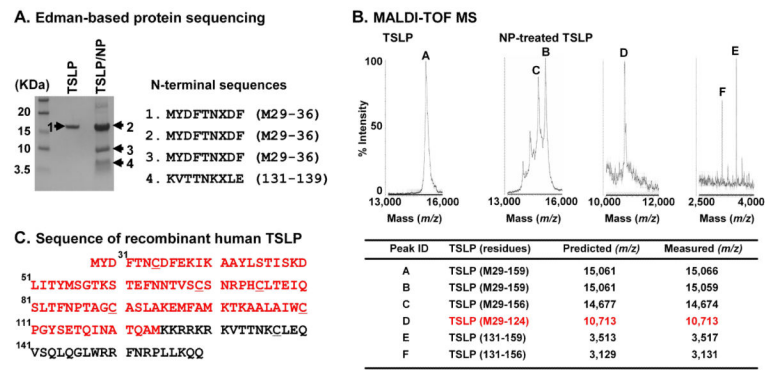 A. Edman-based protein sequencing
TSLP
TSLP/NP
(KDa)
20
15
10
3.5
1
2
3
4
N-terminal sequences
1. MYDFTNXDF (M29-36)
2. MYDFTNXDF (M29-36)
3. MYDFTNXDF (M29-36)
4. KVTTNKXLE (131-139)
B. MALDI-TOF MS
TSLP
NP-treated TSLP
A
B
C
D
E
F
% Intensity
100
50
0
13,000 16,000
Mass (m/z)
13,000 16,000
Mass (m/z)
10,000 12,000
Mass (m/z)
2,500 4,000
Mass (m/z)
Peak ID TSLP (residues) Predicted (m/z) Measured (m/z)
A TSLP (M29-159) 15,061 15,066
B TSLP (M29-159) 15,061 15,059
C TSLP (M29-156) 14,677 14,674
D TSLP (M29-124) 10,713 10,713
E TSLP (131-159) 3,513 3,517
F TSLP (131-156) 3,129 3,131
C. Sequence of recombinant human TSLP
MYD 31FTNCDFEKIK AAYLSTISKD
51LITYMSGTKS TEFNNTVSCS NRPHCLTEIQ
81SLTFNPTAGC ASLAKEMFAM KTKAALAIWC
111PGYSETQINA TQAMKKRRKR KVTTNKCLEQ
141VSQLQGLWRR FNRPLLKQQ